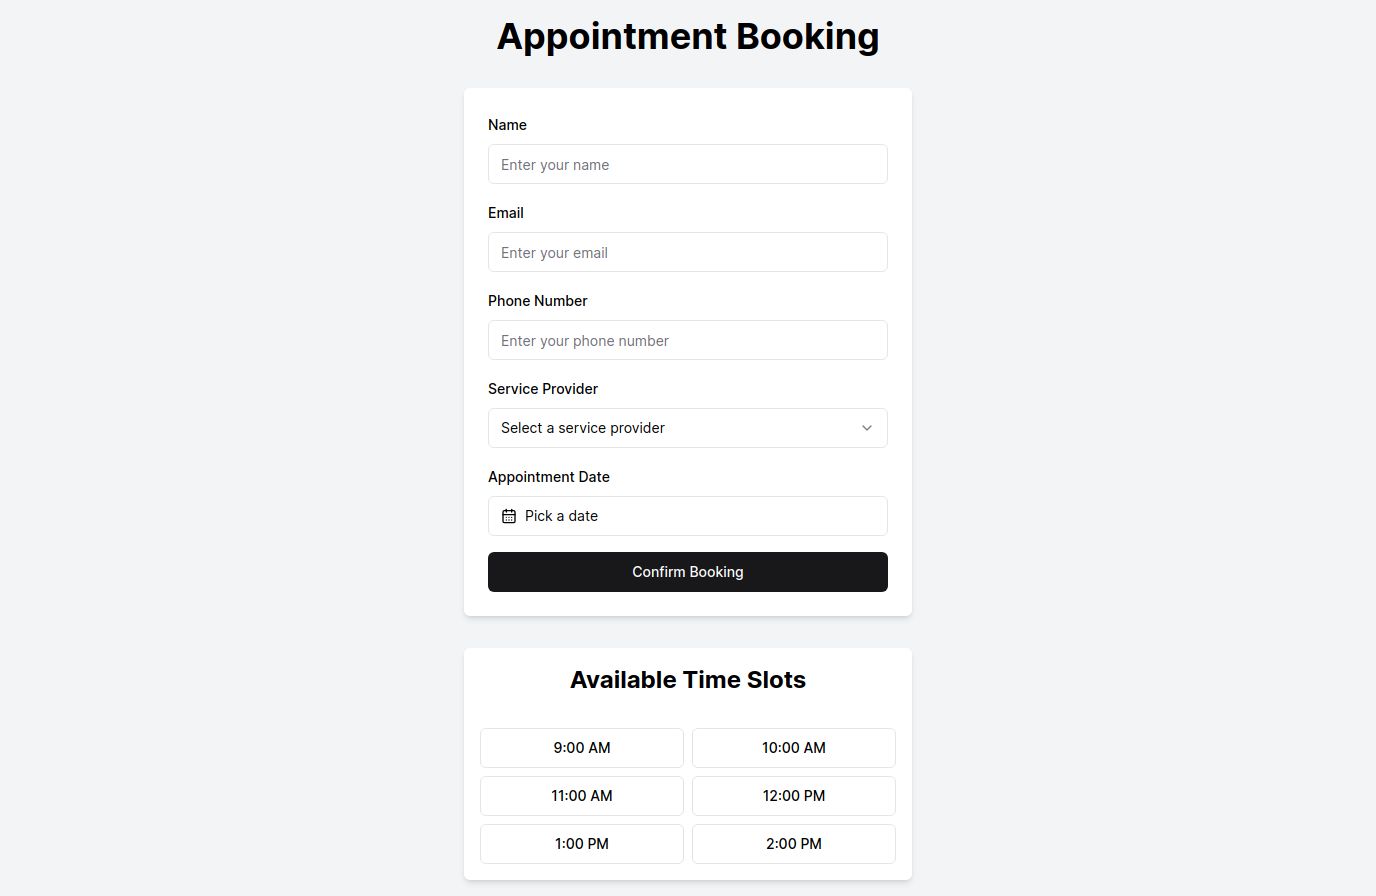 Appointment Booking
Name
Enter your name
Email
Enter your email
Phone Number
Enter your phone number
Service Provider
Select a service provider
Appointment Date
Pick a date
Confirm Booking
Available Time Slots
9:00 AM
10:00 AM
11:00 AM
12:00 PM
1:00 PM
2:00 PM